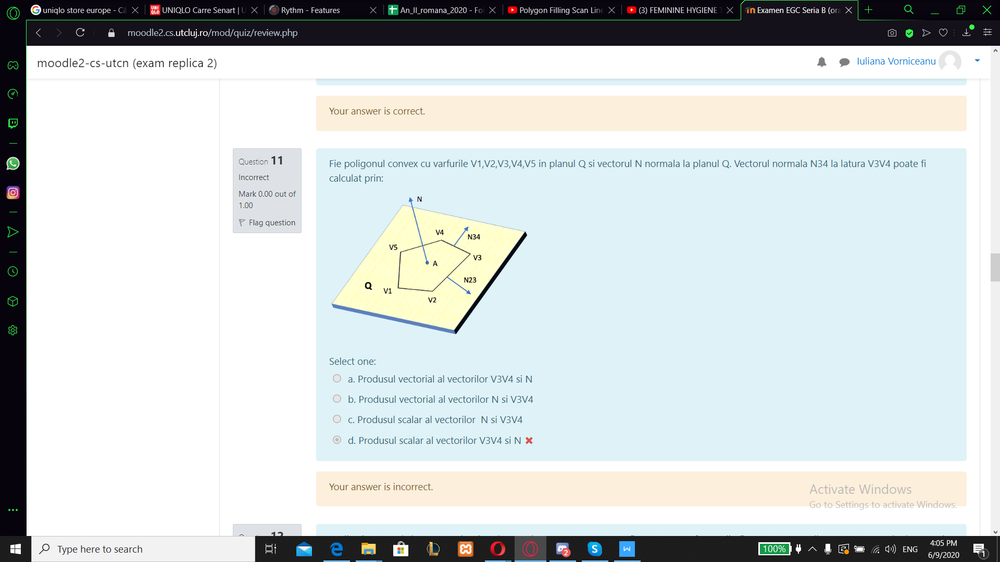 uniqlo store europe - Că
UNIQLO Carre Senart | U
Rythm - Features
An_II_romana_2020 - Foi
Polygon Filling Scan Line
(3) FEMININE HYGIENE T
Examen EGC Seria B (ora
moodle2.cs.utcluj.ro/mod/quiz/review.php
moodle2-cs-utcn (exam replica 2)
Iuliana Vorniceanu
Your answer is correct.
Question 11
Incorrect
Mark 0.00 out of
1.00
Flag question
Fie poligonul convex cu varfurile V1,V2,V3,V4,V5 in planul Q si vectorul N normala la planul Q. Vectorul normala N34 la latura V3V4 poate fi
calculat prin:
N
V4
N34
V5
V3
A
N23
Q
V1
V2
Select one:
a. Produsul vectorial al vectorilor V3V4 si N
b. Produsul vectorial al vectorilor N si V3V4
c. Produsul scalar al vectorilor N si V3V4
d. Produsul scalar al vectorilor V3V4 si N
Your answer is incorrect.
Activate Windows
Go to Settings to activate Windows.
Type here to search
2
100%
ENG
4:05 PM
6/9/2020
1